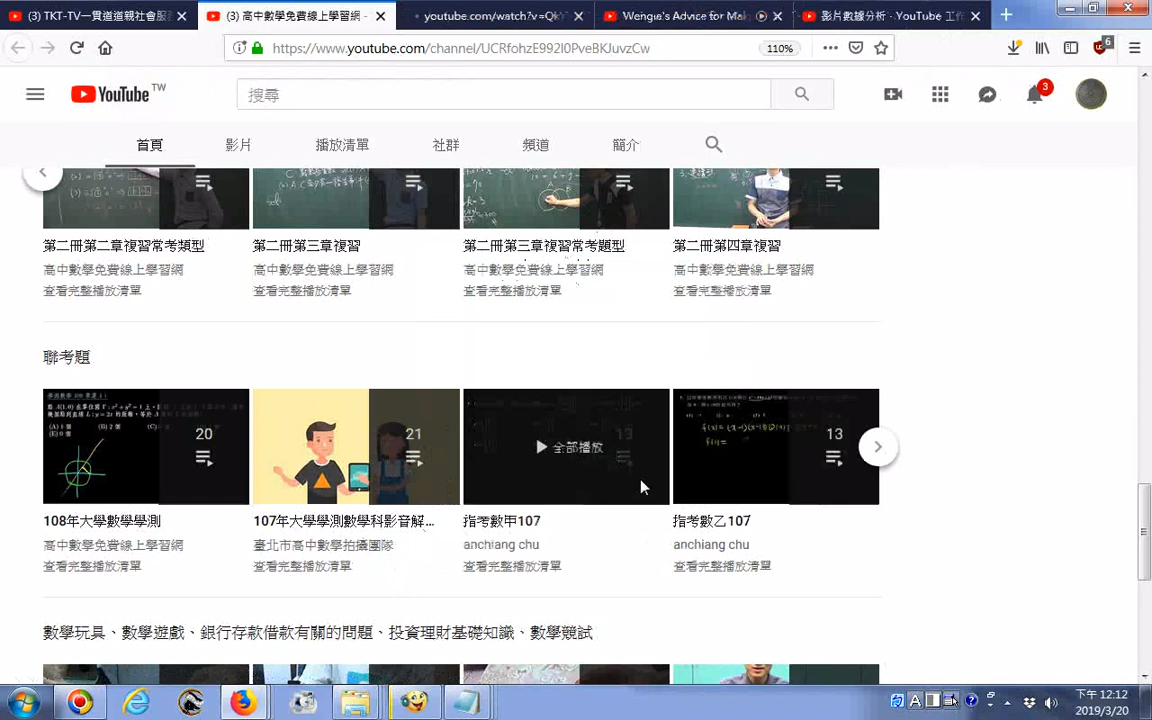 (3) TKT-TV一貫道道親社會服
(3) 高中數學免費線上學習網 -
youtube.com/watch?v=QkY
Wengie's Advice for Mal
影片數據分析 - YouTube 工作
https://www.youtube.com/channel/UCRfohzE992l0PveBKJuvzCw
110%
6
YouTube TW
搜尋
3
首頁
影片
播放清單
社群
頻道
簡介
第二冊第二章複習常考類型
第二冊第三章複習
第二冊第三章複習常考題型
第二冊第四章複習
高中數學免費線上學習網
高中數學免費線上學習網
高中數學免費線上學習網
高中數學免費線上學習網
查看完整播放清單
查看完整播放清單
查看完整播放清單
查看完整播放清單
聯考題
20
21
全部播放
13
13
108年大學數學學測
107年大學學測數學科影音解...
指考數甲107
指考數乙107
高中數學免費線上學習網
臺北市高中數學拍攝團隊
anchiang chu
anchiang chu
查看完整播放清單
查看完整播放清單
查看完整播放清單
查看完整播放清單
數學玩具、數學遊戲、銀行存款借款有關的問題、投資理財基礎知識、數學競試
下午 12:12
2019/3/20